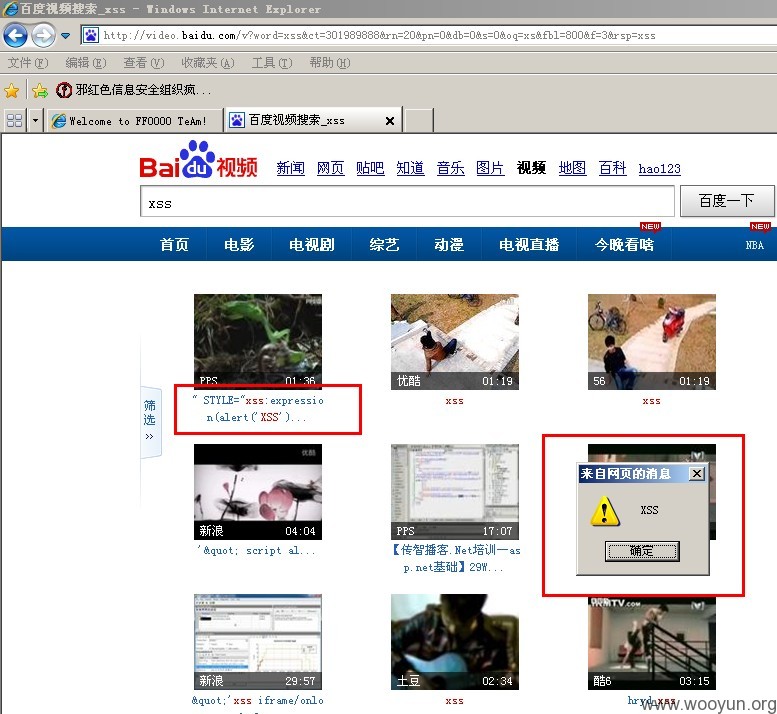 百度视频搜索_xss - Windows Internet Explorer
http://video.baidu.com/v?word=xss&ct=301989888&rn=20&pn=0&db=0&s=0&oq=xs&fbl=800&f=3&rsp=xss
文件(F) 编辑(E) 查看(V) 收藏夹(A) 工具(T) 帮助(H)
邪红色信息安全组织疯...
Welcome to FF0000 TeAm!
百度视频搜索_xss
Bai du 视频 新闻 网页 贴吧 知道 音乐 图片 视频 地图 百科 hao123
xss 百度一下
NEW NEW
首页 电影 电视剧 综艺 动漫 电视直播 今晚看啥 NBA
PPS 01:36 优酷 01:19 56 01:19
" STYLE="xss:expressio
n(alert('XSS')...
xss
xss
筛选
>>
优酷
新浪 04:04 PPS 17:07
'&quot; script al...
【传智播客.Net培训—as
p.net基础】29W...
来自网页的消息
XSS
确定
新浪 29:57 土豆 02:34 酷6 03:15
&quot;'xss iframe/onlo
xss
hryd xss
www.wooyun.org